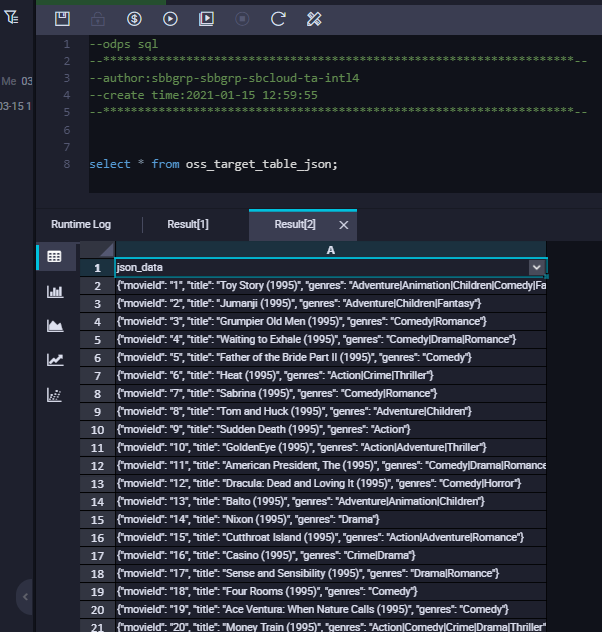 Me 03
03-15 1
1 --odps sql
2 --*****************************************************************--
3 --author:sbbgrp-sbbgrp-sbcloud-ta-intl4
4 --create time:2021-01-15 12:59:55
5 --*****************************************************************--
6
7
8 select * from oss_target_table_json;
Runtime Log Result[1] Result[2]
A
1 json_data
2 {"movieId": "1", "title": "Toy Story (1995)", "genres": "Adventure|Animation|Children|Comedy|Fa
3 {"movieId": "2", "title": "Jumanji (1995)", "genres": "Adventure|Children|Fantasy"}
4 {"movieId": "3", "title": "Grumpier Old Men (1995)", "genres": "Comedy|Romance"}
5 {"movieId": "4", "title": "Waiting to Exhale (1995)", "genres": "Comedy|Drama|Romance"}
6 {"movieId": "5", "title": "Father of the Bride Part II (1995)", "genres": "Comedy"}
7 {"movieId": "6", "title": "Heat (1995)", "genres": "Action|Crime|Thriller"}
8 {"movieId": "7", "title": "Sabrina (1995)", "genres": "Comedy|Romance"}
9 {"movieId": "8", "title": "Tom and Huck (1995)", "genres": "Adventure|Children"}
10 {"movieId": "9", "title": "Sudden Death (1995)", "genres": "Action"}
11 {"movieId": "10", "title": "GoldenEye (1995)", "genres": "Action|Adventure|Thriller"}
12 {"movieId": "11", "title": "American President, The (1995)", "genres": "Comedy|Drama|Romance
13 {"movieId": "12", "title": "Dracula: Dead and Loving It (1995)", "genres": "Comedy|Horror"}
14 {"movieId": "13", "title": "Balto (1995)", "genres": "Adventure|Animation|Children"}
15 {"movieId": "14", "title": "Nixon (1995)", "genres": "Drama"}
16 {"movieId": "15", "title": "Cutthroat Island (1995)", "genres": "Action|Adventure|Romance"}
17 {"movieId": "16", "title": "Casino (1995)", "genres": "Crime|Drama"}
18 {"movieId": "17", "title": "Sense and Sensibility (1995)", "genres": "Drama|Romance"}
19 {"movieId": "18", "title": "Four Rooms (1995)", "genres": "Comedy"}
20 {"movieId": "19", "title": "Ace Ventura: When Nature Calls (1995)", "genres": "Comedy"}
21 {"movieId": "20", "title": "Money Train (1995)", "genres": "Action|Comedy|Crime|Drama|Thriller"